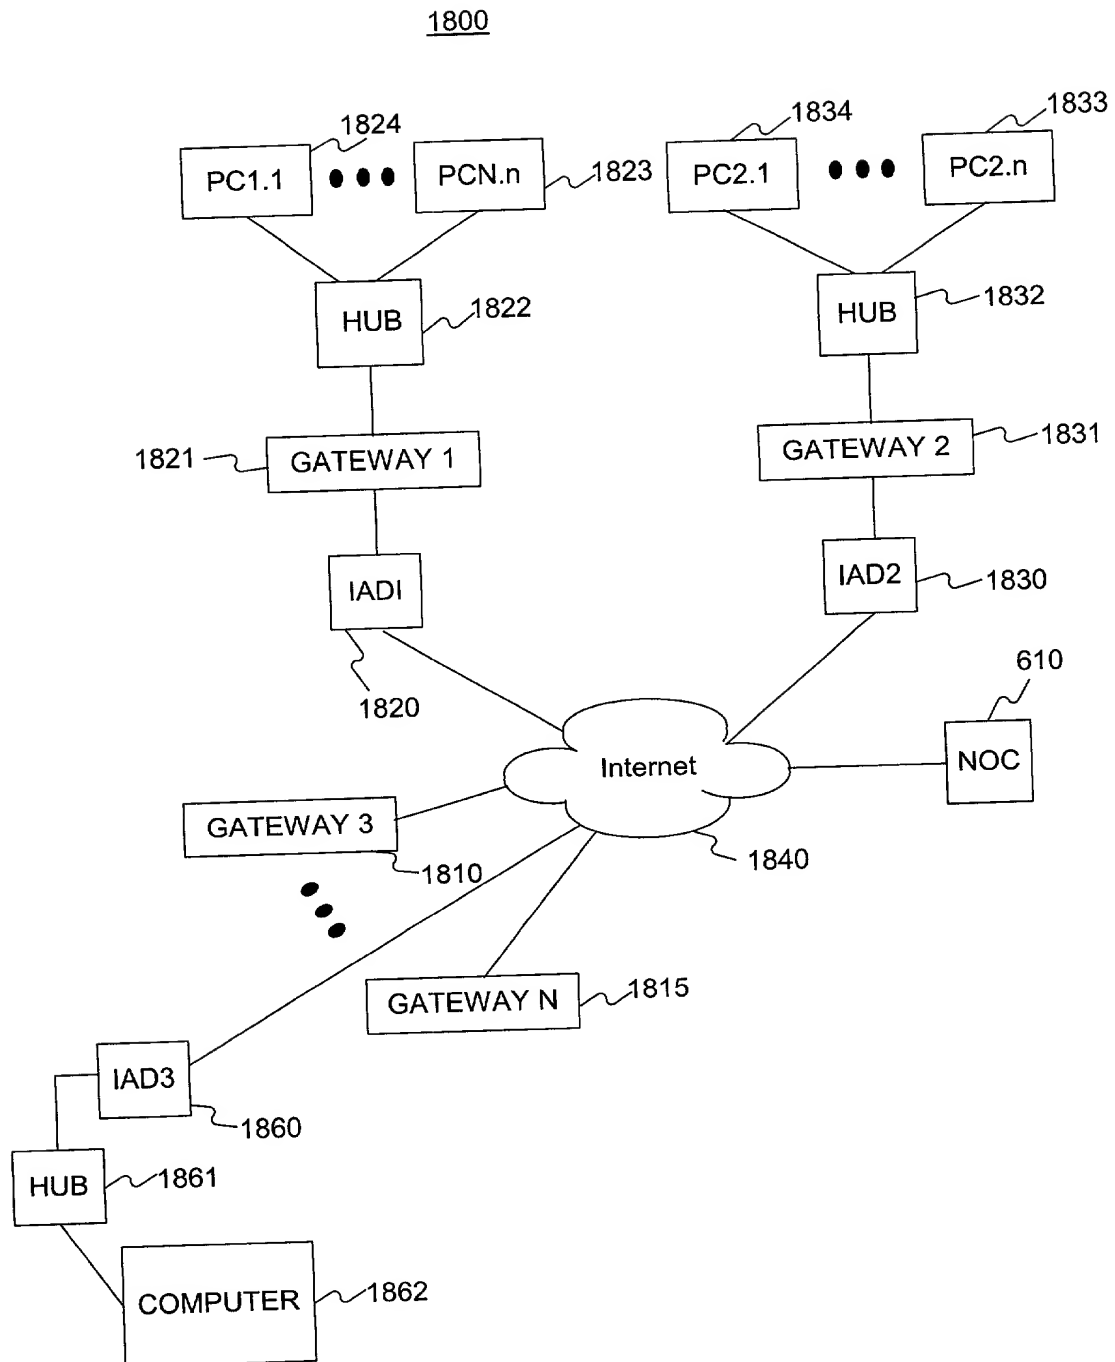 1800
1824
1834
1833
PC1.1
PCN.n
1823
PC2.1
PC2.n
HUB
1822
HUB
1832
1821
GATEWAY 1
GATEWAY 2
1831
IADI
IAD2
1830
1820
610
Internet
NOC
GATEWAY 3
1810
1840
GATEWAY N
1815
IAD3
1860
HUB
1861
COMPUTER
1862